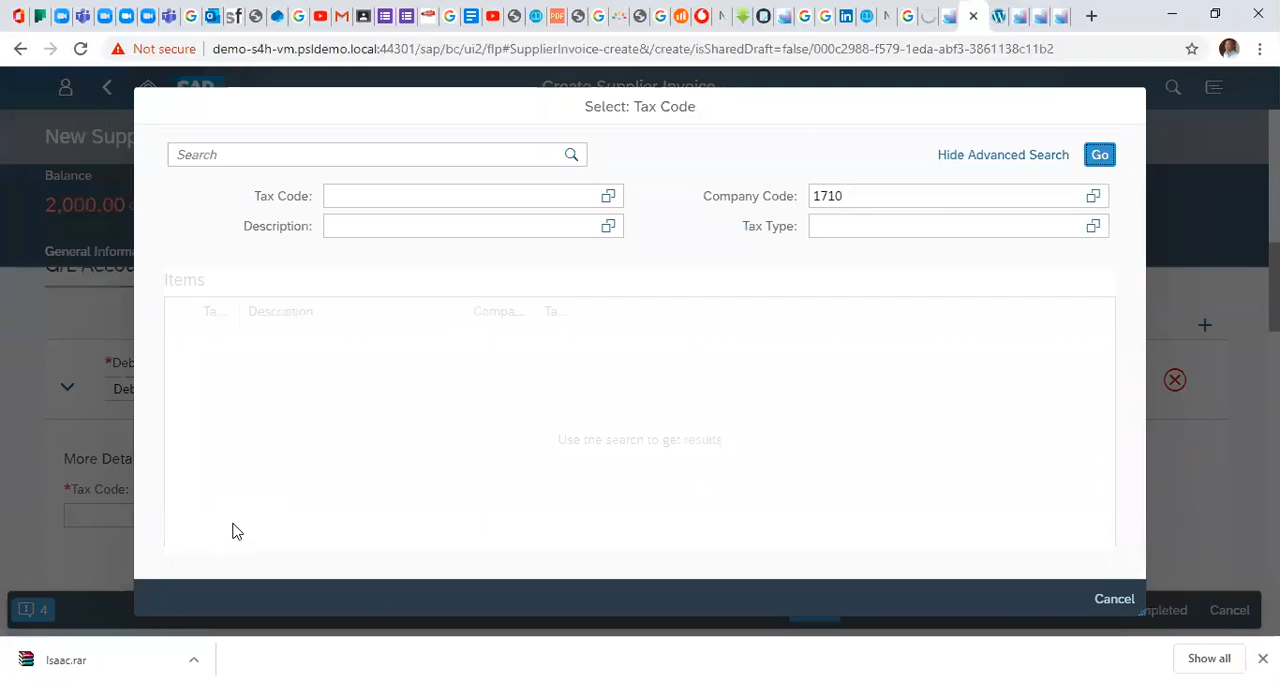 Not secure
demo-s4h-vm.psldemo.local:44301/sap/bc/ui2/flp#SupplierInvoice-create&/create/isSharedDraft=false/000c2988-f579-1eda-abf3-3861138c11b2
SAP
Create Supplier Invoice
New Supp
Select: Tax Code
Search
Hide Advanced Search
Go
Balance
2,000.00
Tax Code:
Company Code:
1710
Description:
Tax Type:
General Informa
G/L Accou
Items
Ta...
Description
Compa...
Ta...
*Deb
Deb
Use the search to get results
More Deta
*Tax Code:
Cancel
4
mpleted
Cancel
Isaac.rar
Show all